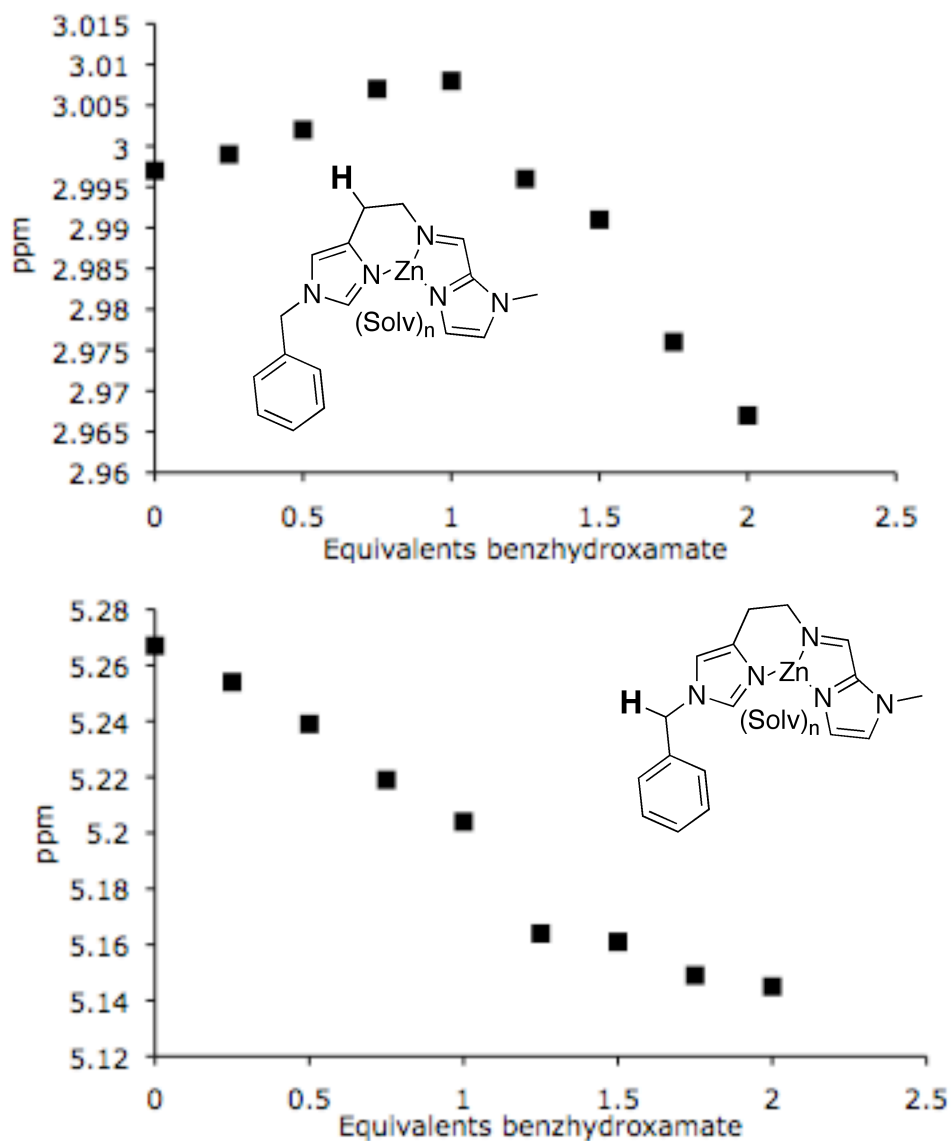 3.015
3.01
3.005
3
2.995
2.99
2.985
2.98
2.975
2.97
2.965
2.96
ppm
H
N
N
Zn
N
N
N
(Solv)n
0 0.5 1 1.5 2 2.5
Equivalents benzhydroxamate
5.28
5.26
5.24
5.22
5.2
5.18
5.16
5.14
5.12
ppm
N
N
Zn
H
N
N
N
(Solv)n
0 0.5 1 1.5 2 2.5
Equivalents benzhydroxamate